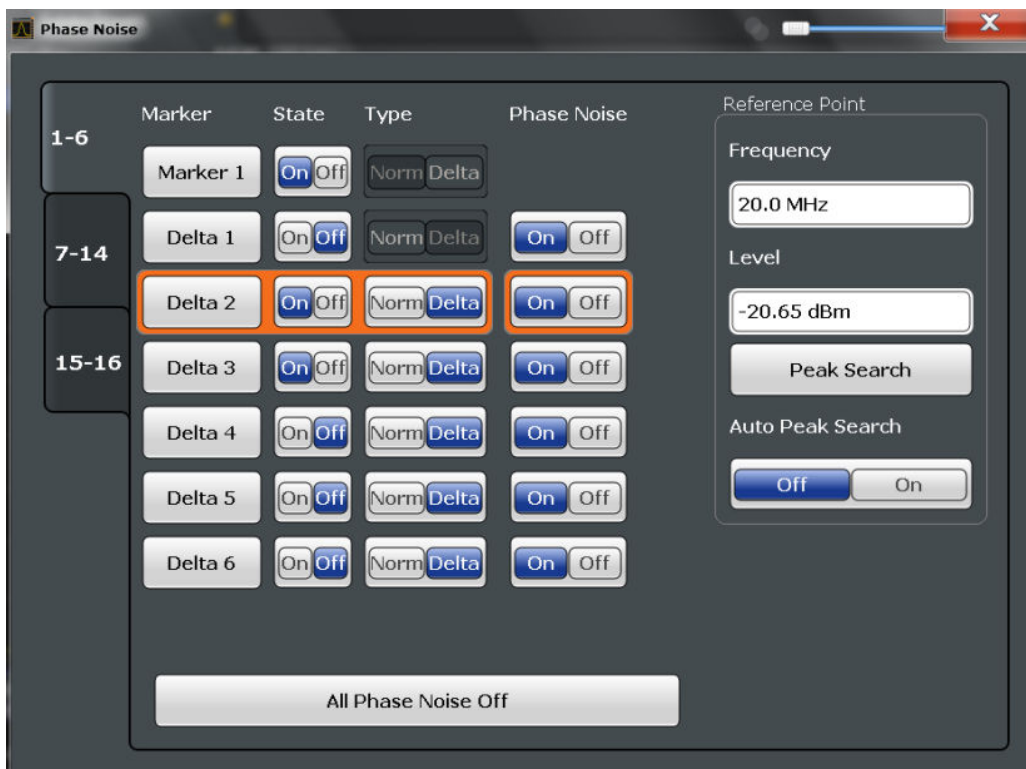 Phase Noise
1-6
7-14
15-16
Marker State Type Phase Noise
Marker 1 On Off Norm Delta
Delta 1 On Off Norm Delta On Off
Delta 2 On Off Norm Delta On Off
Delta 3 On Off Norm Delta On Off
Delta 4 On Off Norm Delta On Off
Delta 5 On Off Norm Delta On Off
Delta 6 On Off Norm Delta On Off
All Phase Noise Off
Reference Point
Frequency
20.0 MHz
Level
-20.65 dBm
Peak Search
Auto Peak Search
Off On